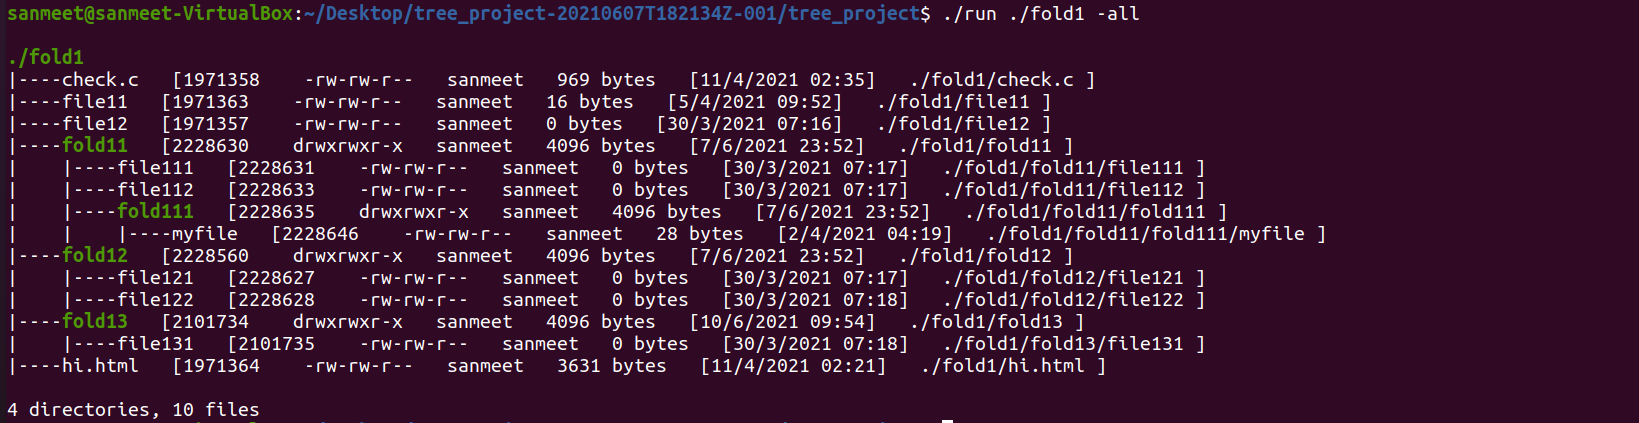 sanmeet@sanmeet-VirtualBox:~/Desktop/tree_project-20210607T182134Z-001/tree_project$ ./run ./fold1 -all
./fold1
|----check.c   [1971358    -rw-rw-r--   sanmeet   969 bytes   [11/4/2021 02:35]   ./fold1/check.c ]
|----file11   [1971363    -rw-rw-r--   sanmeet   16 bytes   [5/4/2021 09:52]   ./fold1/file11 ]
|----file12   [1971357    -rw-rw-r--   sanmeet   0 bytes   [30/3/2021 07:16]   ./fold1/file12 ]
|----fold11   [2228630    drwxrwxr-x   sanmeet   4096 bytes   [7/6/2021 23:52]   ./fold1/fold11 ]
|    |----file111   [2228631    -rw-rw-r--   sanmeet   0 bytes   [30/3/2021 07:17]   ./fold1/fold11/file111 ]
|    |----file112   [2228633    -rw-rw-r--   sanmeet   0 bytes   [30/3/2021 07:17]   ./fold1/fold11/file112 ]
|    |----fold111   [2228635    drwxrwxr-x   sanmeet   4096 bytes   [7/6/2021 23:52]   ./fold1/fold11/fold111 ]
|    |    |----myfile   [2228646    -rw-rw-r--   sanmeet   28 bytes   [2/4/2021 04:19]   ./fold1/fold11/fold111/myfile ]
|----fold12   [2228560    drwxrwxr-x   sanmeet   4096 bytes   [7/6/2021 23:52]   ./fold1/fold12 ]
|    |----file121   [2228627    -rw-rw-r--   sanmeet   0 bytes   [30/3/2021 07:17]   ./fold1/fold12/file121 ]
|    |----file122   [2228628    -rw-rw-r--   sanmeet   0 bytes   [30/3/2021 07:18]   ./fold1/fold12/file122 ]
|----fold13   [2101734    drwxrwxr-x   sanmeet   4096 bytes   [10/6/2021 09:54]   ./fold1/fold13 ]
|    |----file131   [2101735    -rw-rw-r--   sanmeet   0 bytes   [30/3/2021 07:18]   ./fold1/fold13/file131 ]
|----hi.html   [1971364    -rw-rw-r--   sanmeet   3631 bytes   [11/4/2021 02:21]   ./fold1/hi.html ]
4 directories, 10 files